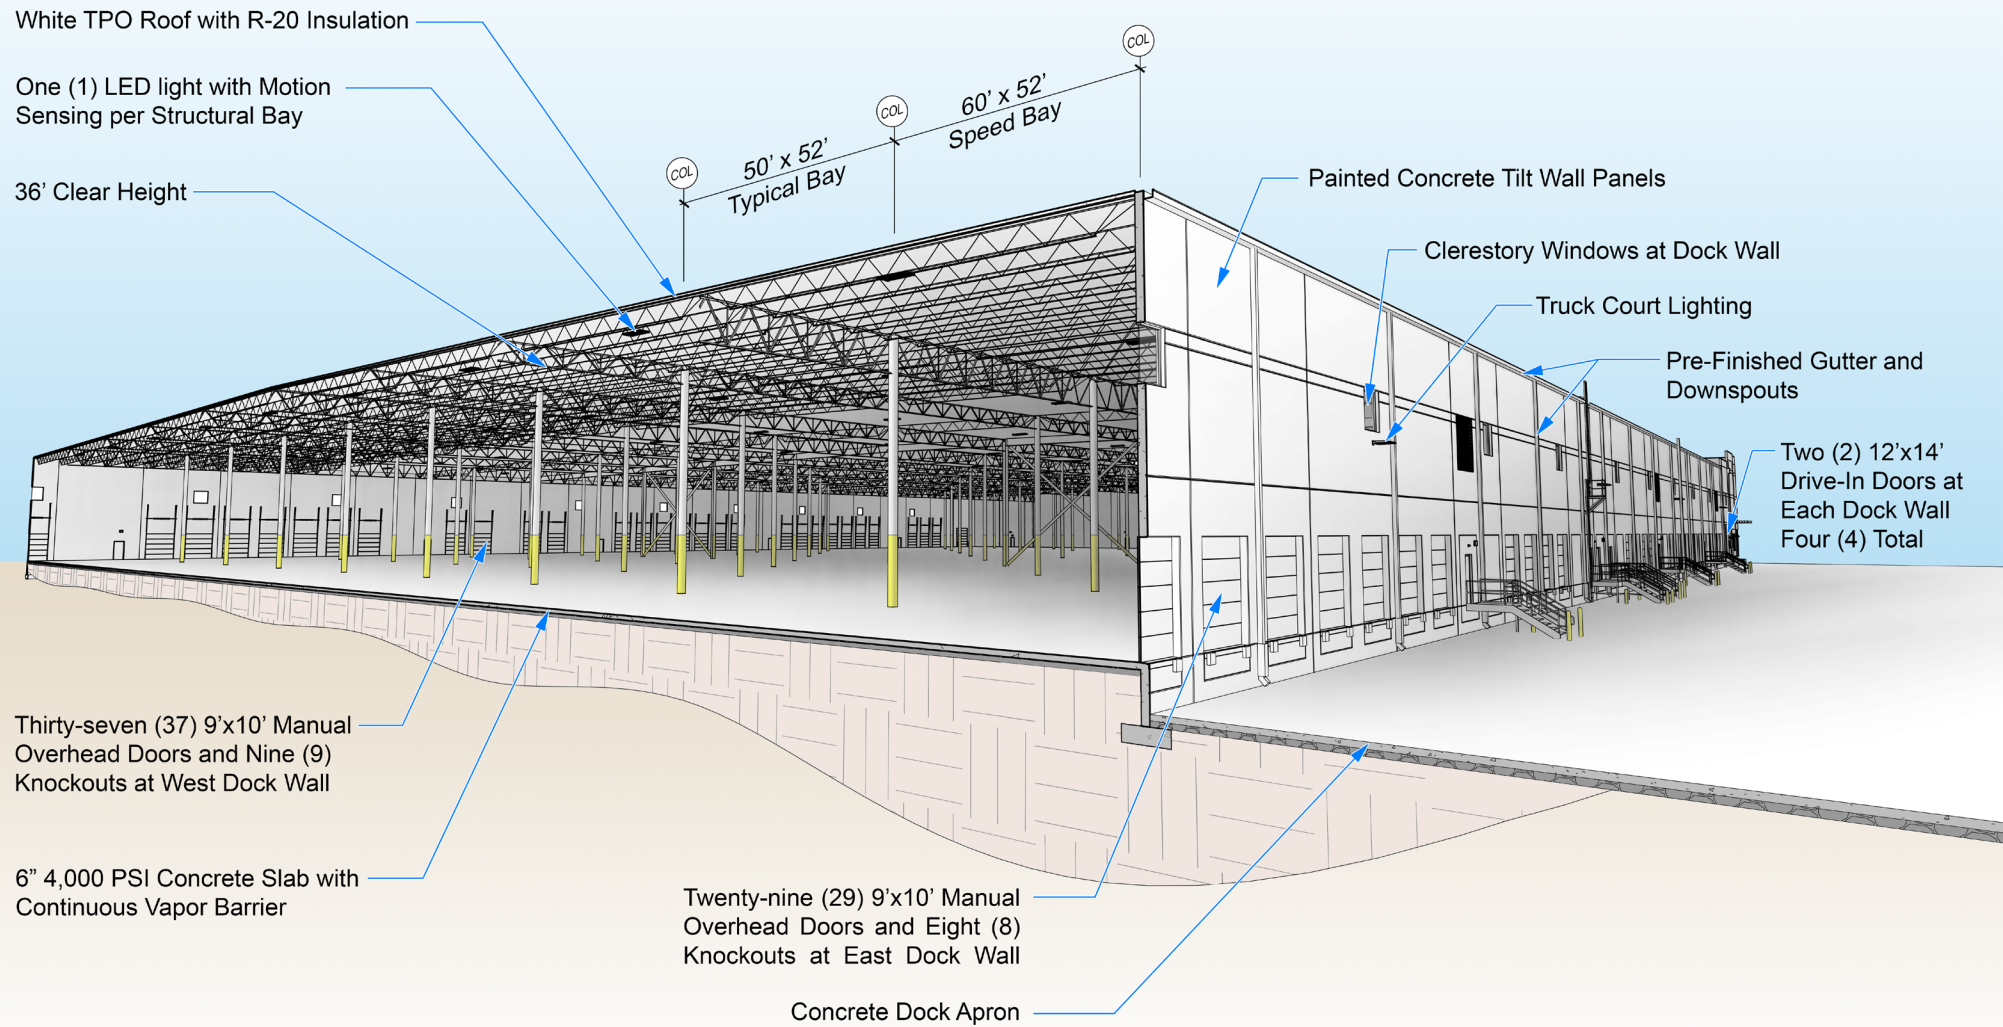 White TPO Roof with R-20 Insulation
One (1) LED light with Motion
Sensing per Structural Bay
36’ Clear Height
COL
COL
COL
50’ x 52’
Typical Bay
60’ x 52’
Speed Bay
Painted Concrete Tilt Wall Panels
Clerestory Windows at Dock Wall
Truck Court Lighting
Pre-Finished Gutter and
Downspouts
Two (2) 12’x14’
Drive-In Doors at
Each Dock Wall
Four (4) Total
Thirty-seven (37) 9’x10’ Manual
Overhead Doors and Nine (9)
Knockouts at West Dock Wall
6” 4,000 PSI Concrete Slab with
Continuous Vapor Barrier
Twenty-nine (29) 9’x10’ Manual
Overhead Doors and Eight (8)
Knockouts at East Dock Wall
Concrete Dock Apron